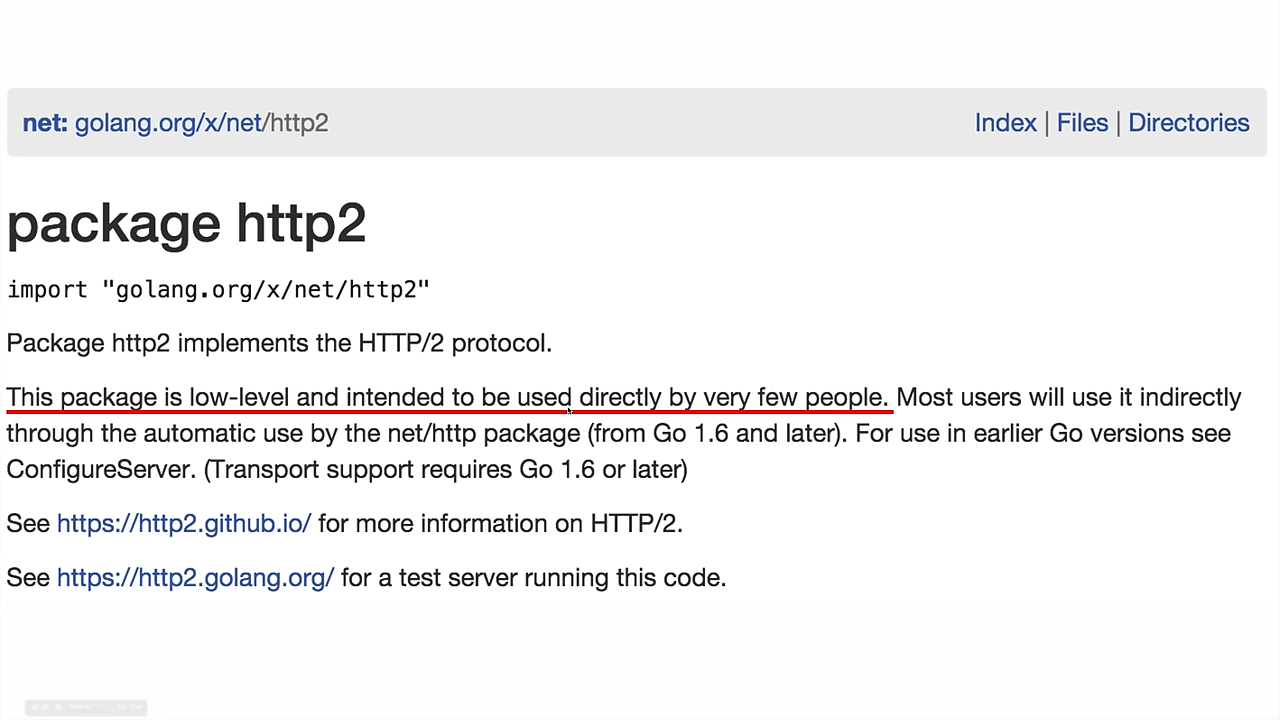 net: golang.org/x/net/http2
Index | Files | Directories
package http2
import "golang.org/x/net/http2"
Package http2 implements the HTTP/2 protocol.
This package is low-level and intended to be used directly by very few people. Most users will use it indirectly
through the automatic use by the net/http package (from Go 1.6 and later). For use in earlier Go versions see
ConfigureServer. (Transport support requires Go 1.6 or later)
See https://http2.github.io/ for more information on HTTP/2.
See https://http2.golang.org/ for a test server running this code.